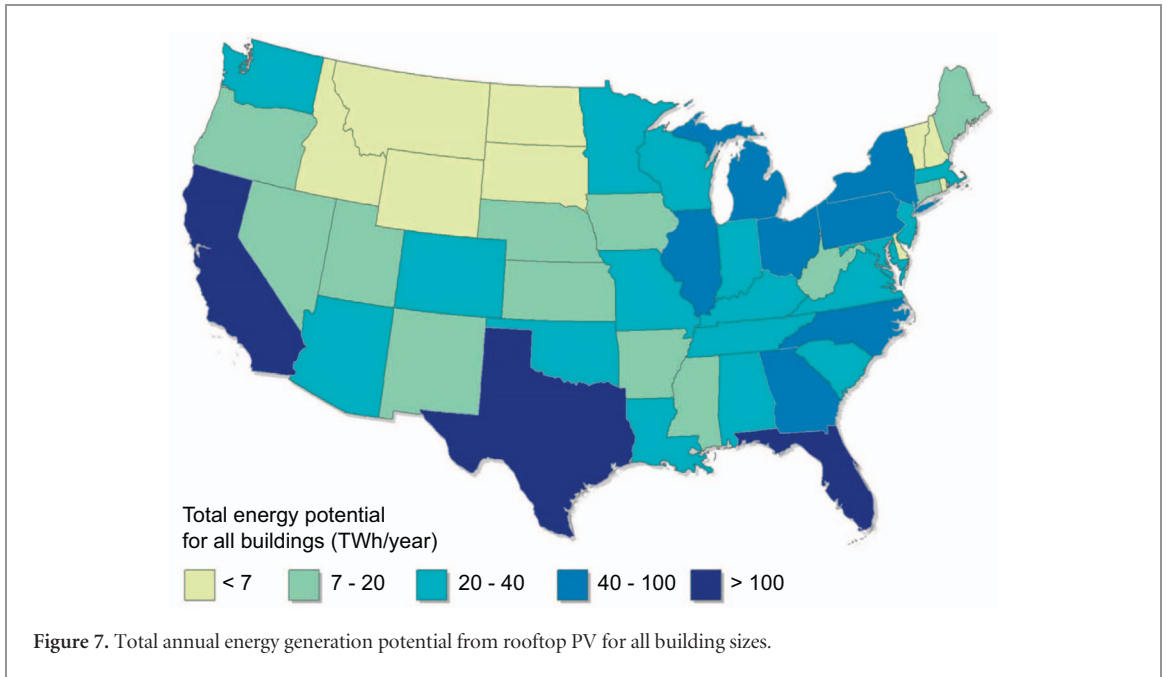 Total energy potential
for all buildings (TWh/year)
< 7 7 - 20 20 - 40 40 - 100 > 100
Figure 7. Total annual energy generation potential from rooftop PV for all building sizes.